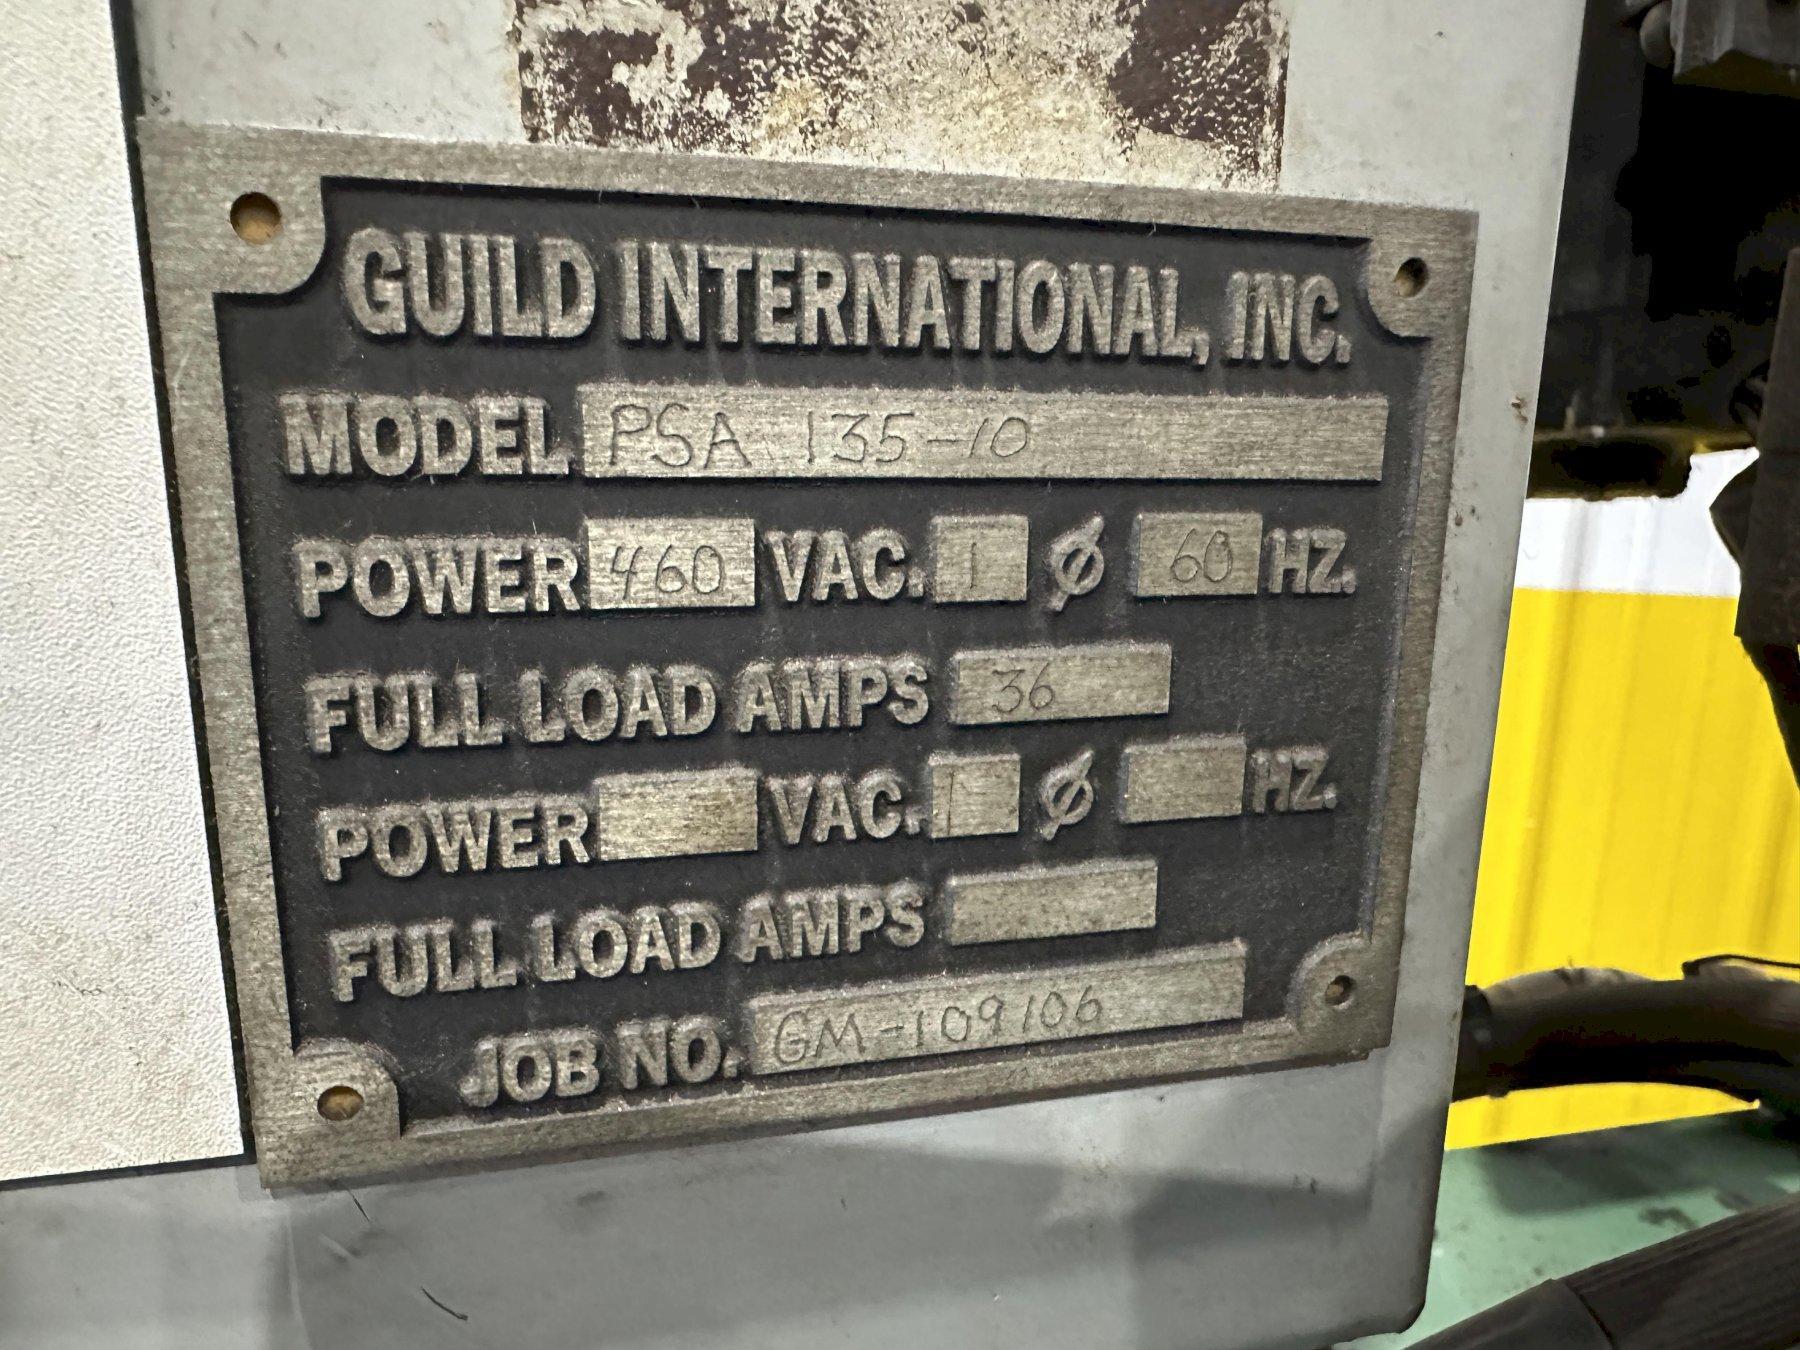 GUILD INTERNATIONAL, INC.
MODEL PSA 135-10
POWER 460 VAC. 1 Ø 60 HZ.
FULL LOAD AMPS 36
POWER VAC. 1 Ø HZ.
FULL LOAD AMPS
JOB NO. GM-109106